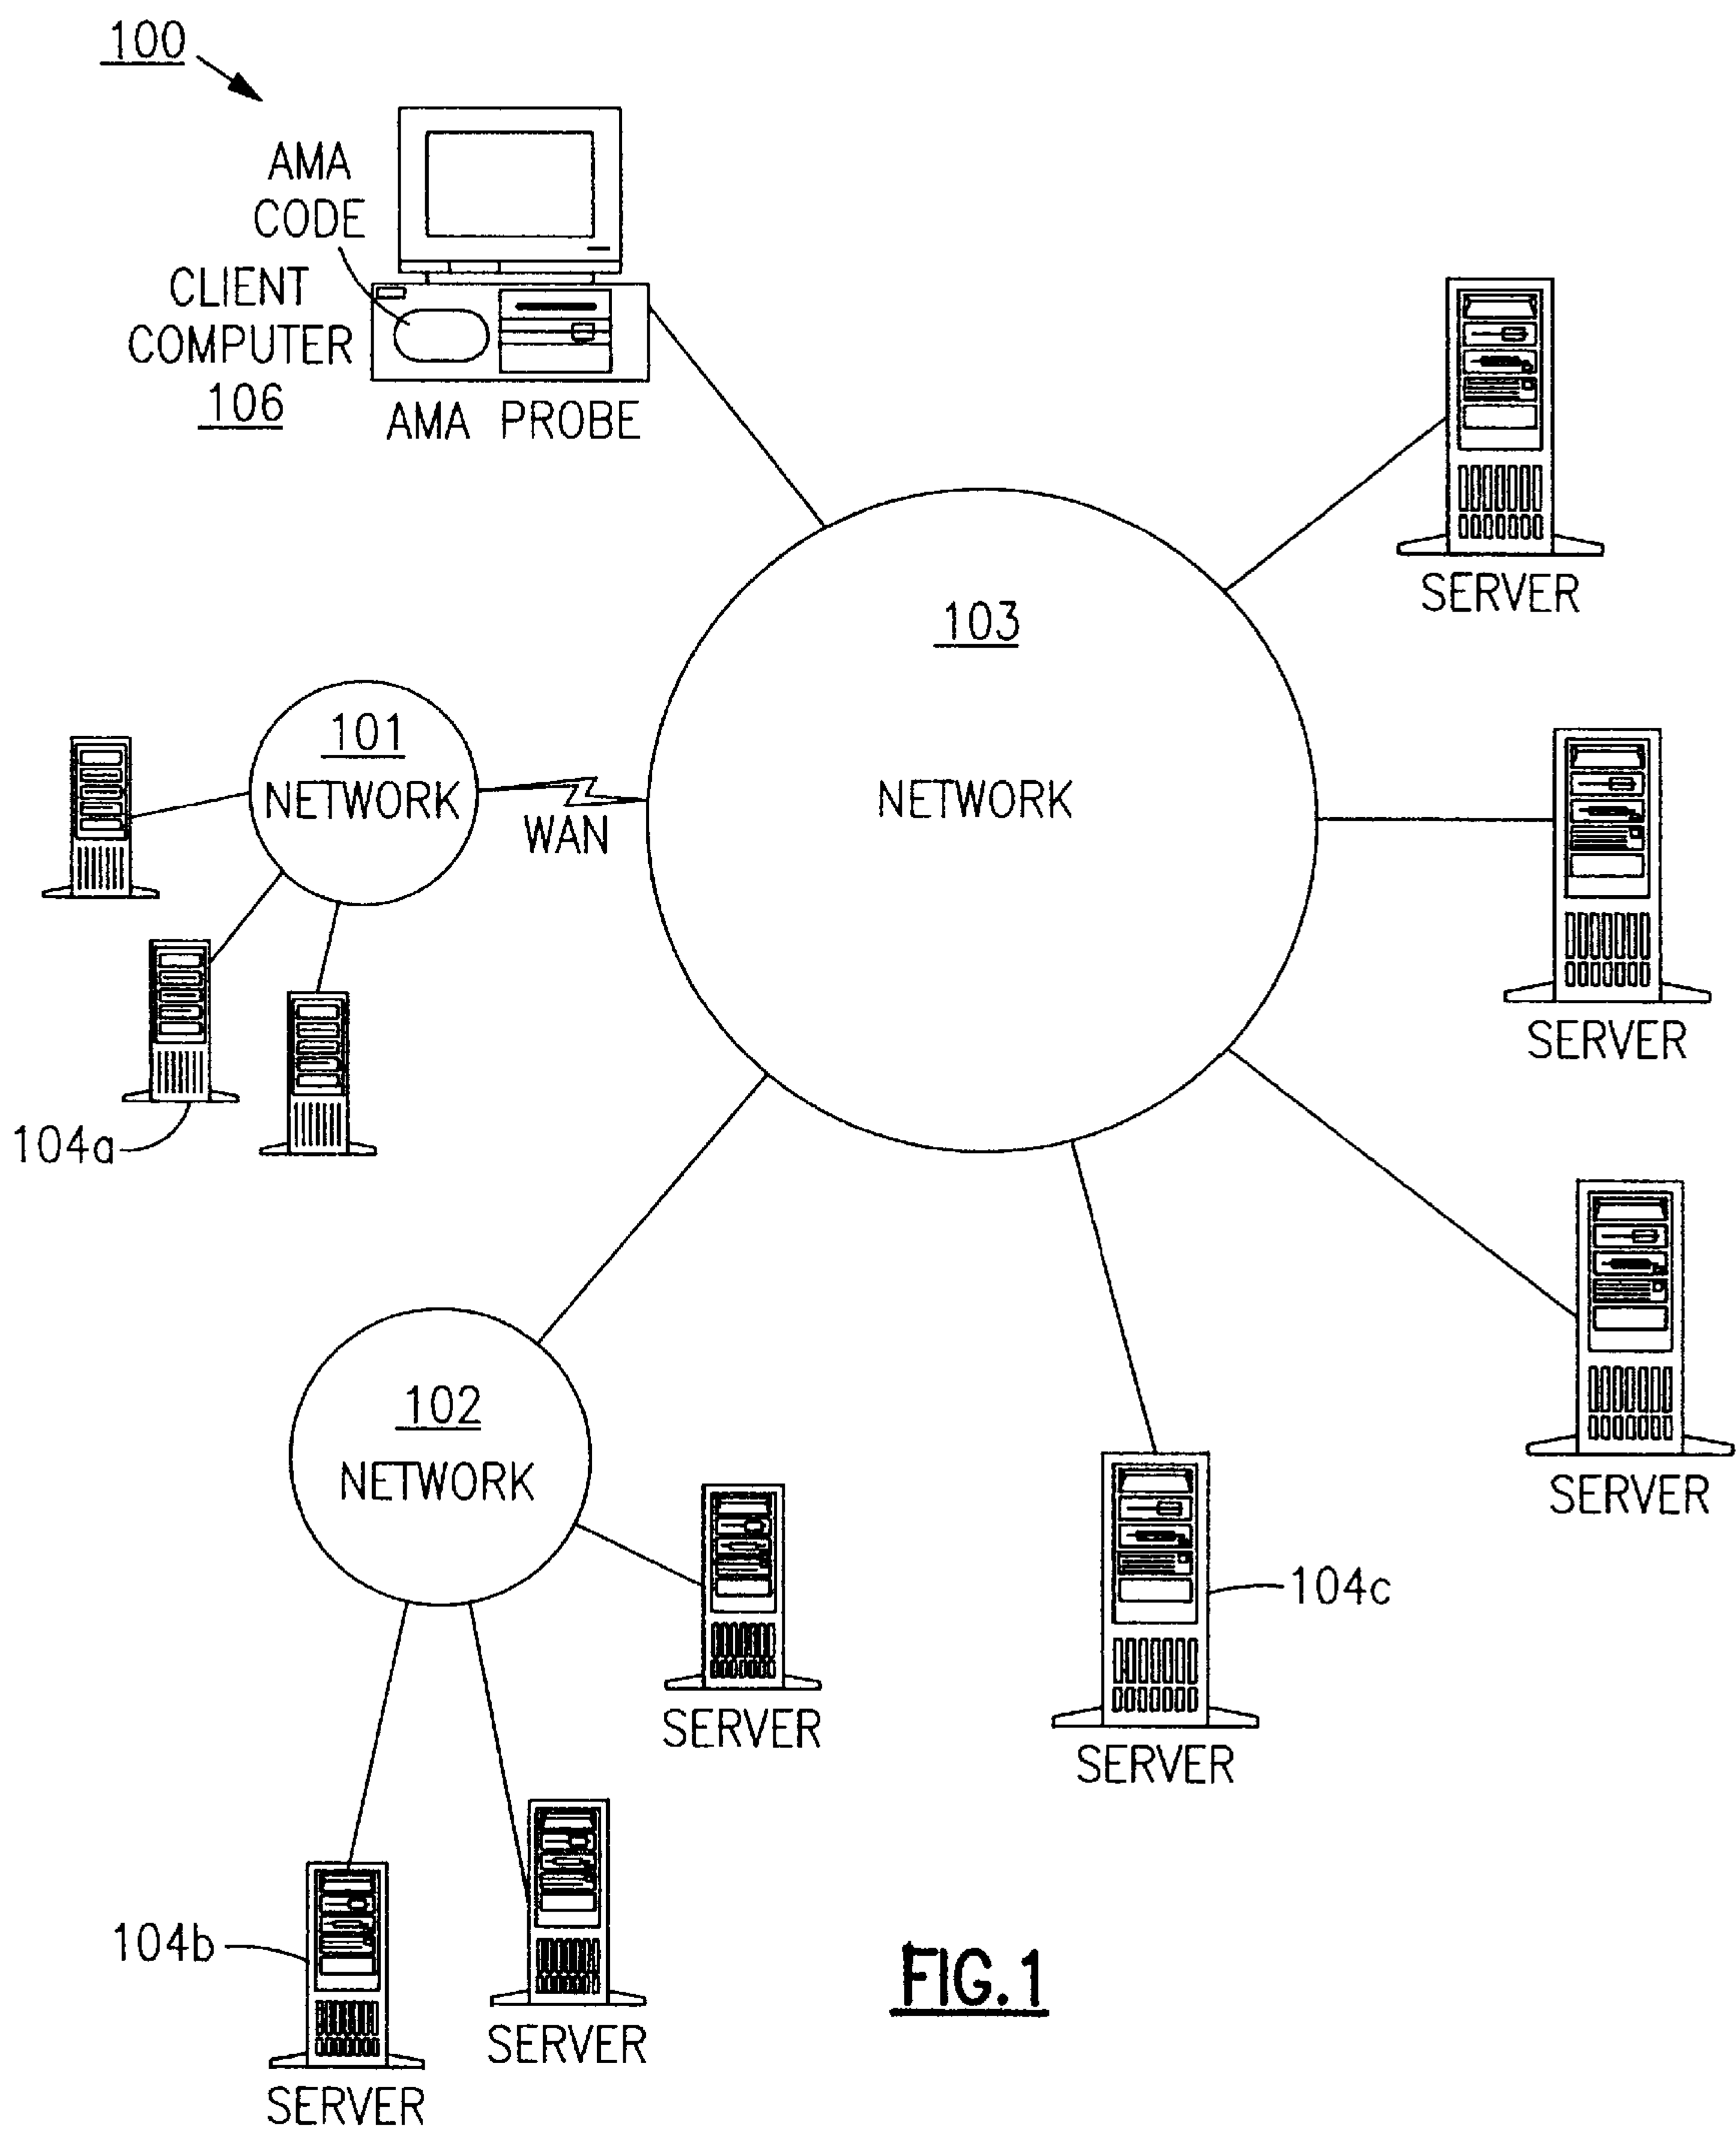 100
AMA
CODE
CLIENT
COMPUTER
106
AMA PROBE
SERVER
103
NETWORK
101
NETWORK
WAN
SERVER
104a
102
NETWORK
SERVER
104c
SERVER
SERVER
104b
SERVER
SERVER
FIG.1